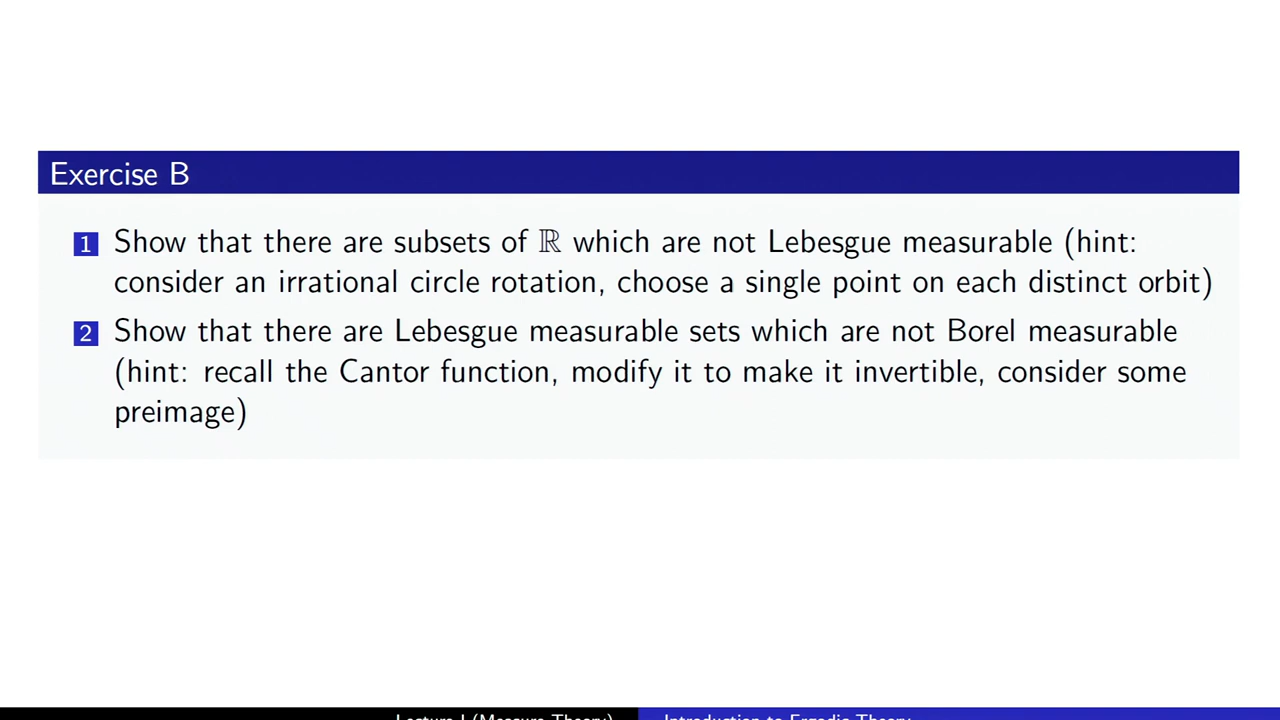 Exercise B
1 Show that there are subsets of ℝ which are not Lebesgue measurable (hint:
consider an irrational circle rotation, choose a single point on each distinct orbit)
2 Show that there are Lebesgue measurable sets which are not Borel measurable
(hint: recall the Cantor function, modify it to make it invertible, consider some
preimage)
Lecture I (Measure Theory) Introduction to Ergodic Theory